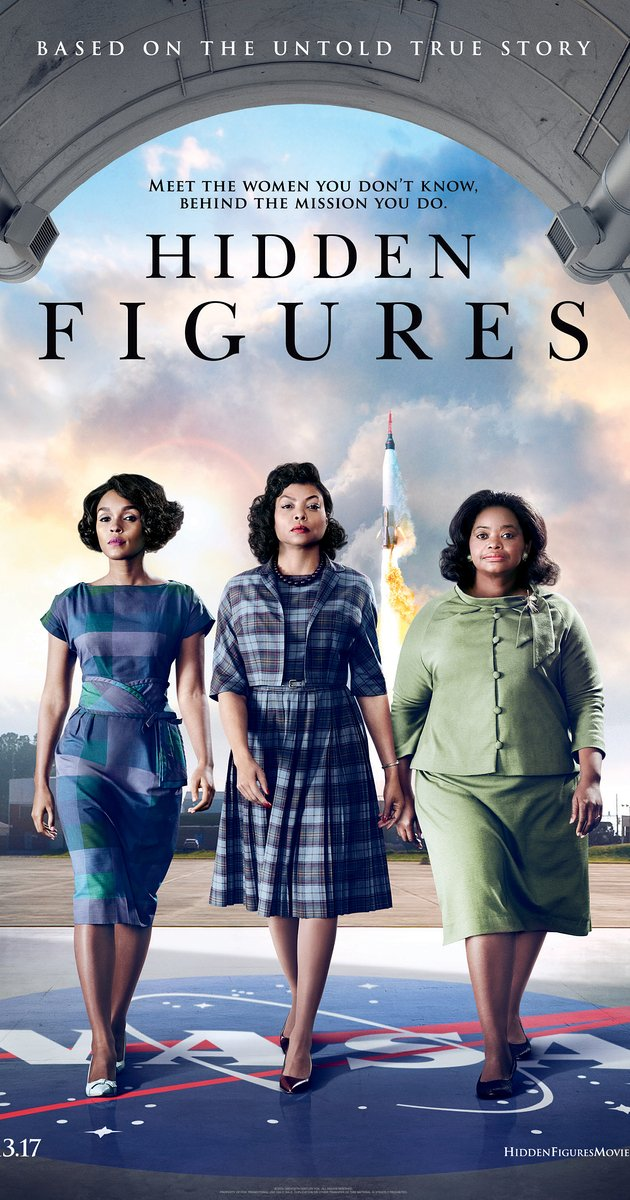 BASED ON THE UNTOLD TRUE STORY
MEET THE WOMEN YOU DON'T KNOW,
BEHIND THE MISSION YOU DO.
HIDDEN
FIGURES
NASA
3.17
HIDDENFIGURESMOVIE